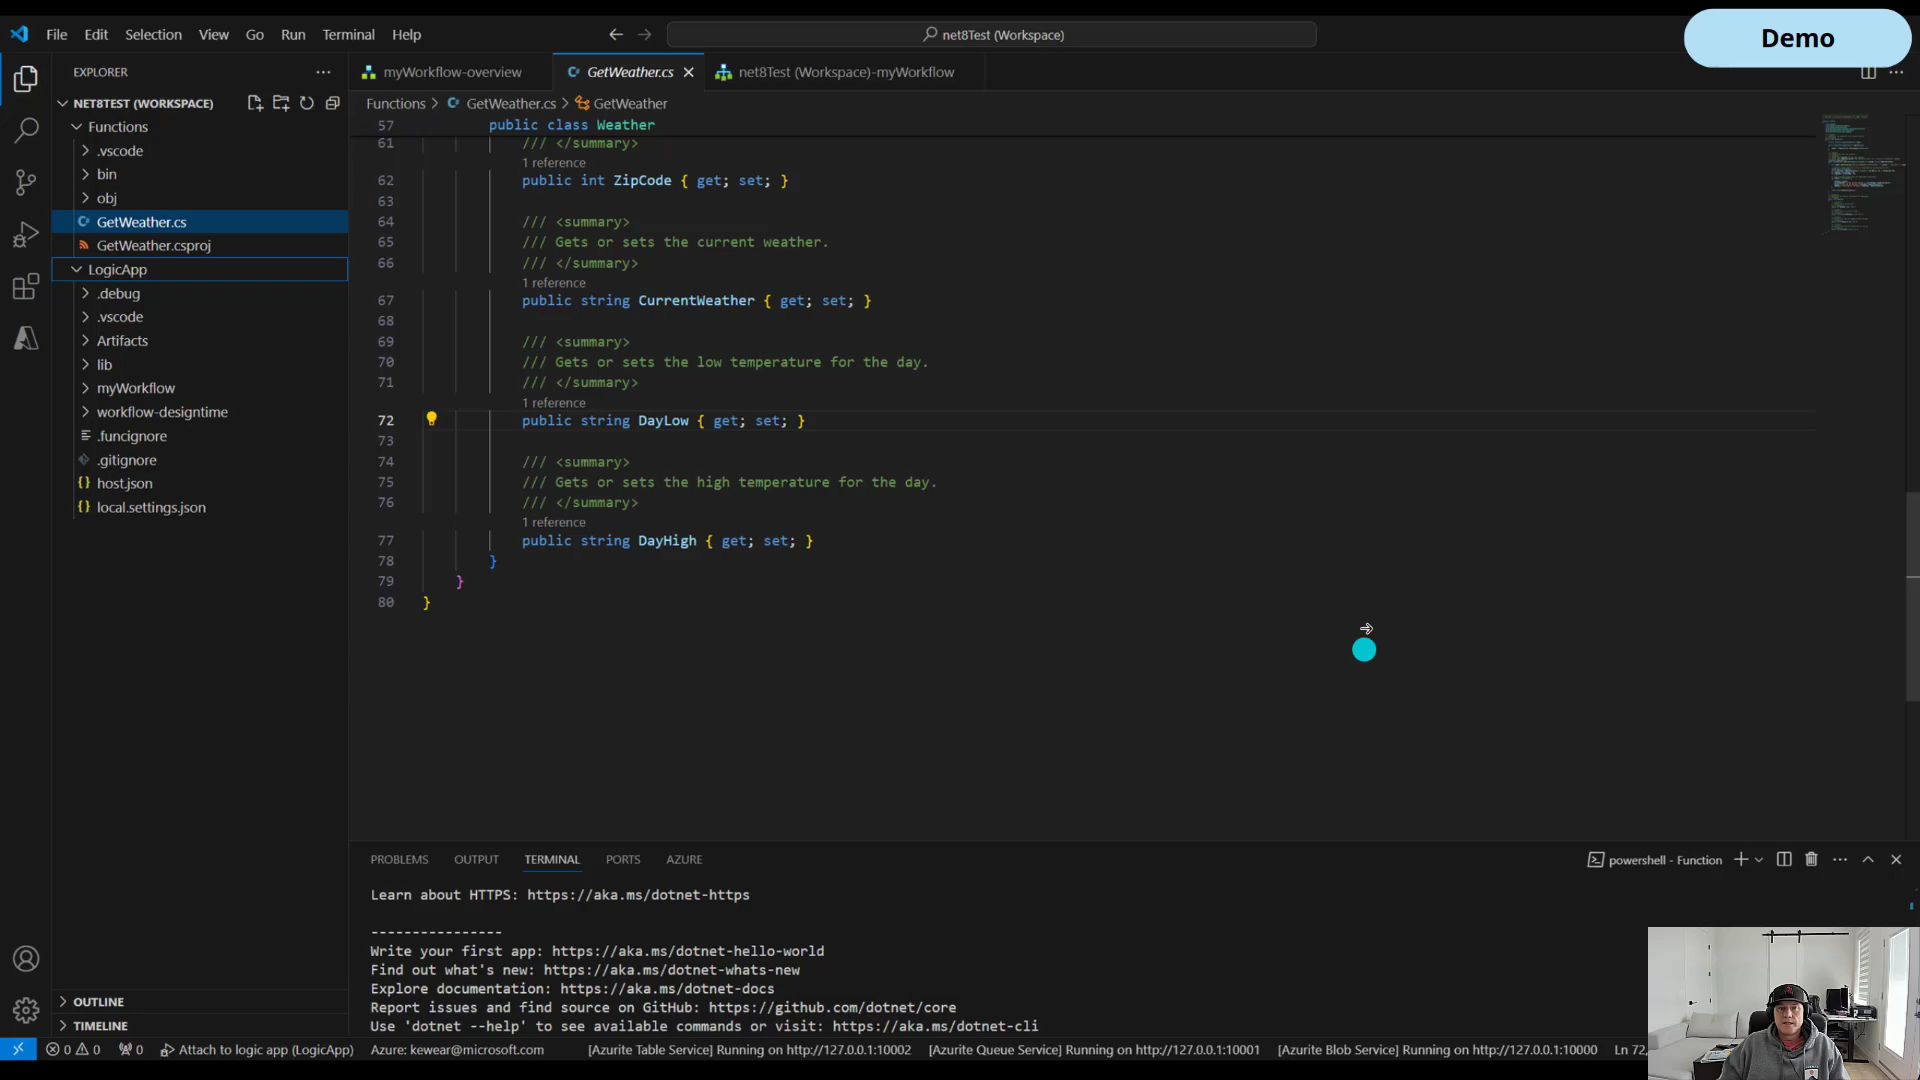 File Edit Selection View Go Run Terminal Help
net8Test (Workspace)
Demo
EXPLORER
NET8TEST (WORKSPACE)
Functions
.vscode
bin
obj
GetWeather.cs
GetWeather.csproj
LogicApp
.debug
.vscode
Artifacts
lib
myWorkflow
workflow-designtime
.funcignore
.gitignore
host.json
local.settings.json
OUTLINE
TIMELINE
myWorkflow-overview
GetWeather.cs
net8Test (Workspace)-myWorkflow
Functions > GetWeather.cs > GetWeather
57 public class Weather
61 /// </summary>
1 reference
62 public int ZipCode { get; set; }
63
64 /// <summary>
65 /// Gets or sets the current weather.
66 /// </summary>
1 reference
67 public string CurrentWeather { get; set; }
68
69 /// <summary>
70 /// Gets or sets the low temperature for the day.
71 /// </summary>
1 reference
72 public string DayLow { get; set; }
73
74 /// <summary>
75 /// Gets or sets the high temperature for the day.
76 /// </summary>
1 reference
77 public string DayHigh { get; set; }
78 }
79 }
80 }
PROBLEMS OUTPUT TERMINAL PORTS AZURE
powershell - Function
Learn about HTTPS: https://aka.ms/dotnet-https
----------------
Write your first app: https://aka.ms/dotnet-hello-world
Find out what's new: https://aka.ms/dotnet-whats-new
Explore documentation: https://aka.ms/dotnet-docs
Report issues and find source on GitHub: https://github.com/dotnet/core
Use 'dotnet --help' to see available commands or visit: https://aka.ms/dotnet-cli
0 0 0 Attach to logic app (LogicApp) Azure: kewear@microsoft.com [Azurite Table Service] Running on http://127.0.0.1:10002 [Azurite Queue Service] Running on http://127.0.0.1:10001 [Azurite Blob Service] Running on http://127.0.0.1:10000 Ln 72,